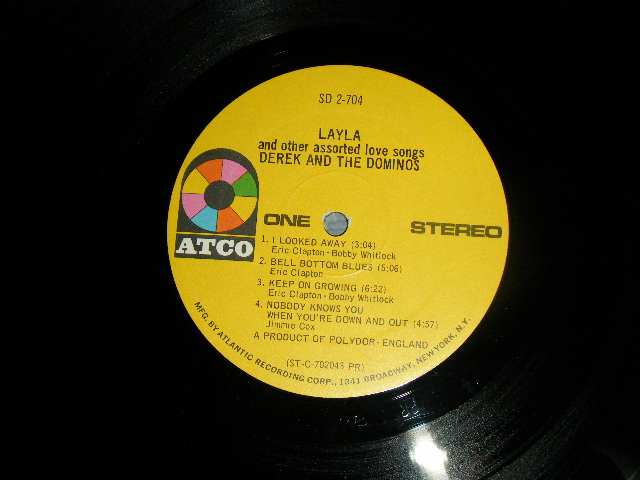 SD 2-704
LAYLA
and other assorted love songs
DEREK AND THE DOMINOS
ATCO
ONE
STEREO
1. I LOOKED AWAY (3:04)
Eric Clapton-Bobby Whitlock
2. BELL BOTTOM BLUES (5:06)
Eric Clapton
3. KEEP ON GROWING (6:22)
Eric Clapton-Bobby Whitlock
4. NOBODY KNOWS YOU
WHEN YOU'RE DOWN AND OUT (4:57)
Jimmie Cox
A PRODUCT OF POLYDOR-ENGLAND
(ST-C-702043 PR)
MFG. BY ATLANTIC RECORDING CORP., 1841 BROADWAY, NEW YORK, N.Y.